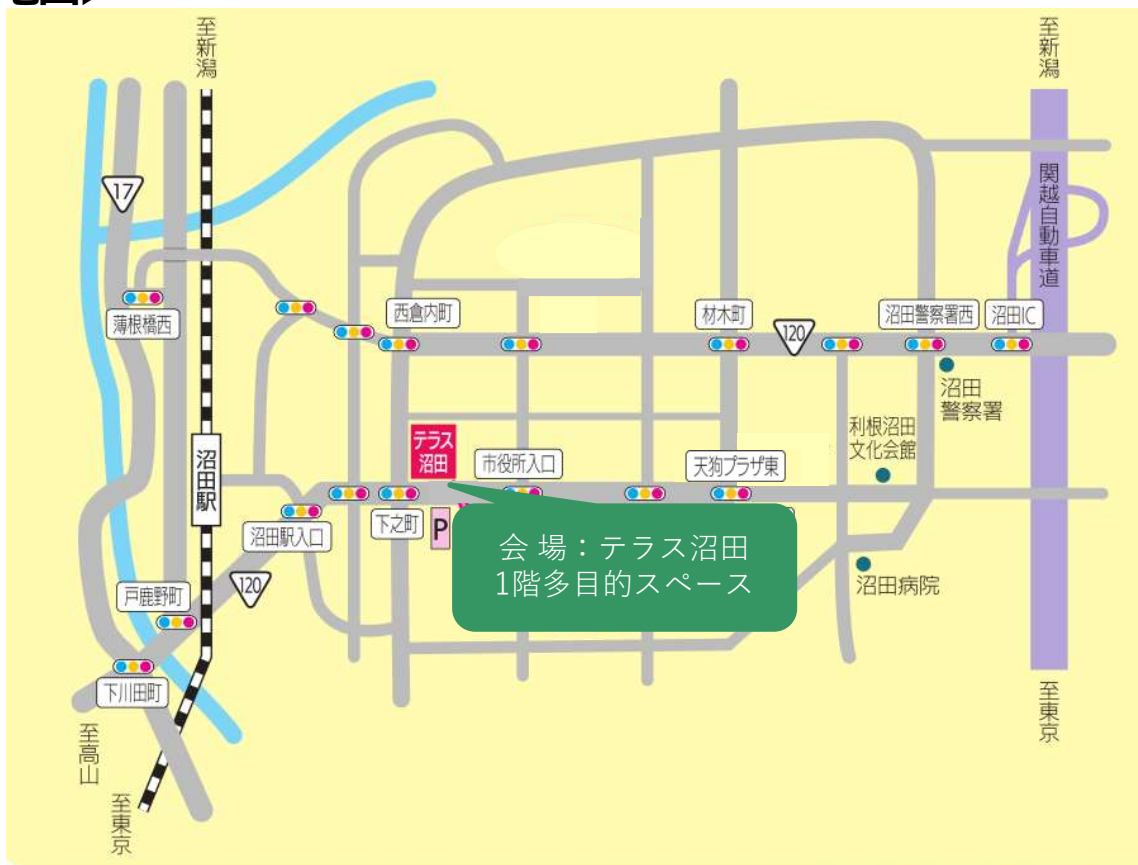 至新潟
至新潟
17
関越自動車道
薄根橋西
西倉内町
材木町
120
沼田警察署西
沼田IC
沼田
警察署
利根沼田
文化会館
テラス
沼田
市役所入口
天狗プラザ東
沼田駅
沼田駅入口
下之町
P
会 場：テラス沼田
1階多目的スペース
沼田病院
120
戸鹿野町
下川田町
至高山
至東京
至東京